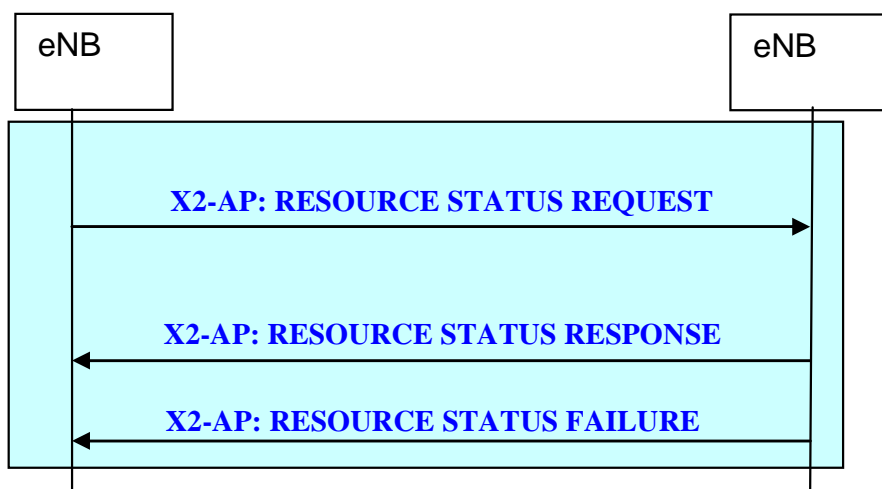 eNB
eNB
X2-AP: RESOURCE STATUS REQUEST
X2-AP: RESOURCE STATUS RESPONSE
X2-AP: RESOURCE STATUS FAILURE